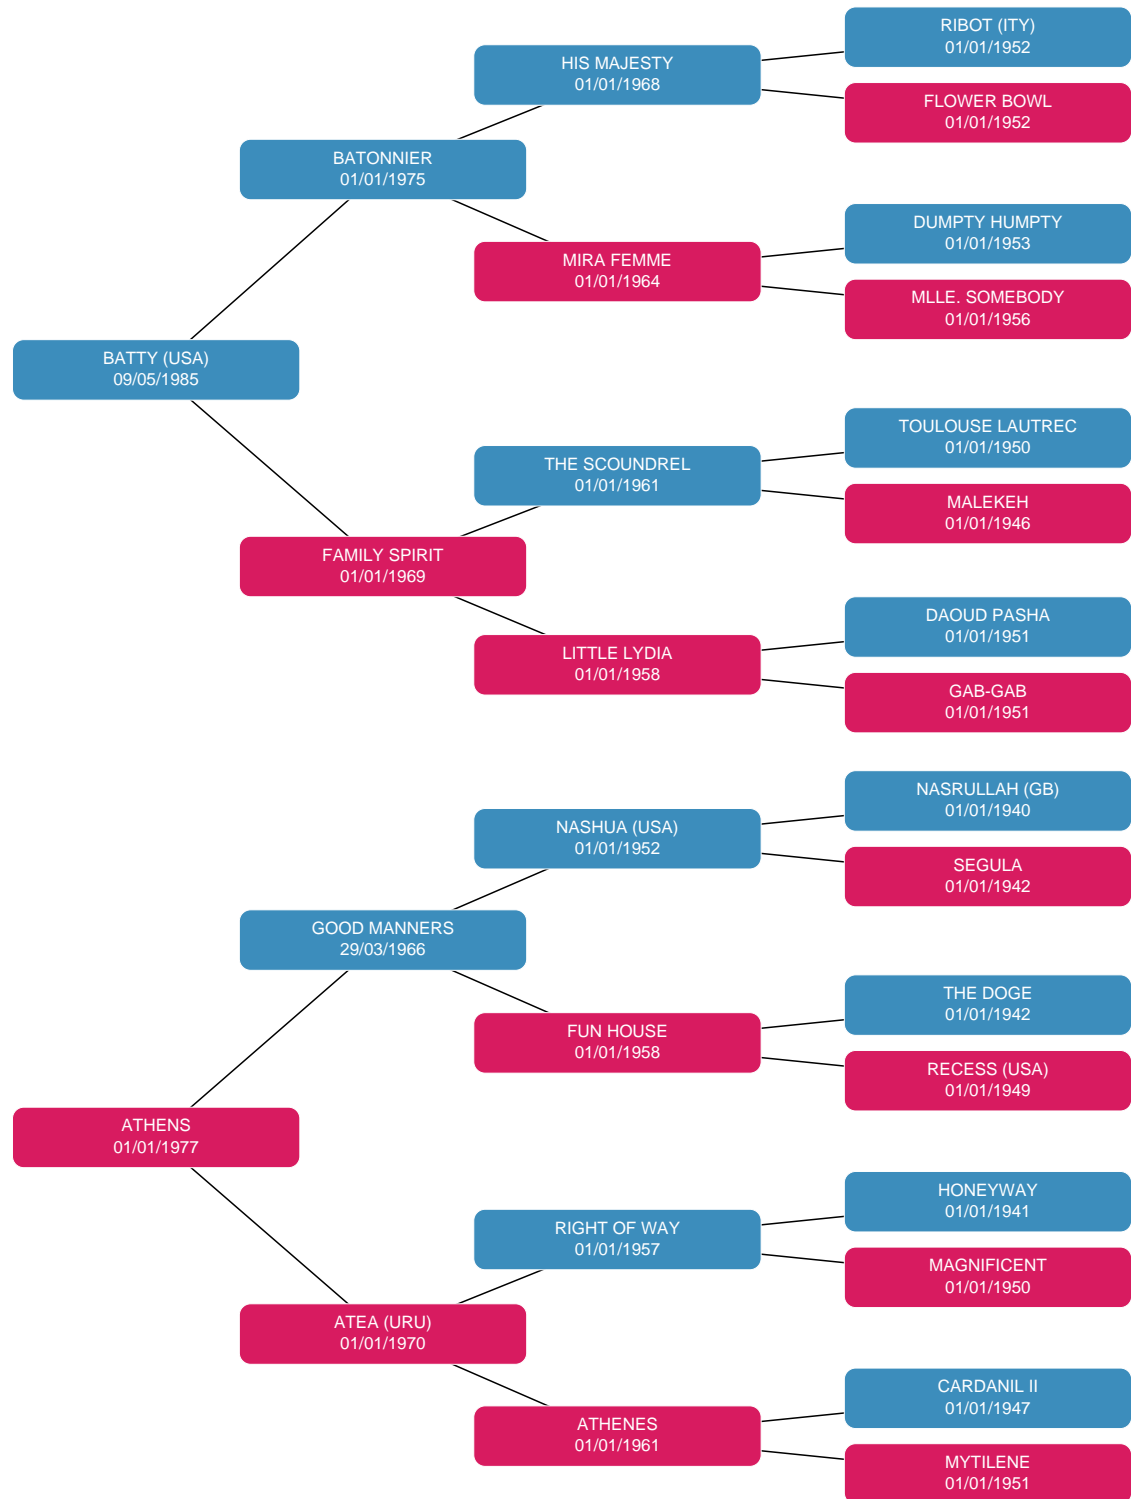 RIBOT (ITY)
01/01/1952
HIS MAJESTY
01/01/1968
FLOWER BOWL
01/01/1952
BATONNIER
01/01/1975
DUMPTY HUMPTY
01/01/1953
MIRA FEMME
01/01/1964
MLLE. SOMEBODY
01/01/1956
BATTY (USA)
09/05/1985
TOULOUSE LAUTREC
01/01/1950
THE SCOUNDREL
01/01/1961
MALEKEH
01/01/1946
FAMILY SPIRIT
01/01/1969
DAOUD PASHA
01/01/1951
LITTLE LYDIA
01/01/1958
GAB-GAB
01/01/1951
NASRULLAH (GB)
01/01/1940
NASHUA (USA)
01/01/1952
SEGULA
01/01/1942
GOOD MANNERS
29/03/1966
THE DOGE
01/01/1942
FUN HOUSE
01/01/1958
RECESS (USA)
01/01/1949
ATHENS
01/01/1977
HONEYWAY
01/01/1941
RIGHT OF WAY
01/01/1957
MAGNIFICENT
01/01/1950
ATEA (URU)
01/01/1970
CARDANIL II
01/01/1947
ATHENES
01/01/1961
MYTILENE
01/01/1951